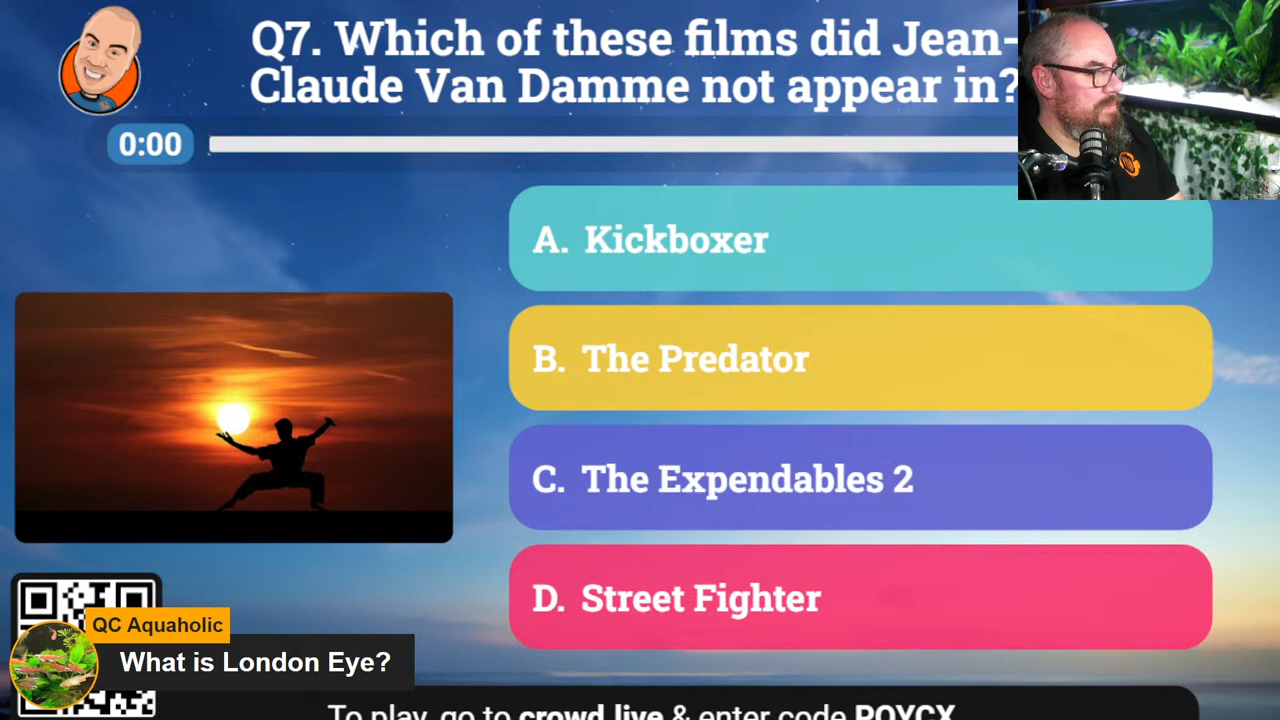 Q7. Which of these films did Jean-
Claude Van Damme not appear in?
0:00
A. Kickboxer
B. The Predator
C. The Expendables 2
D. Street Fighter
QC Aquaholic
What is London Eye?
To play, go to crowd.live & enter code POYCX